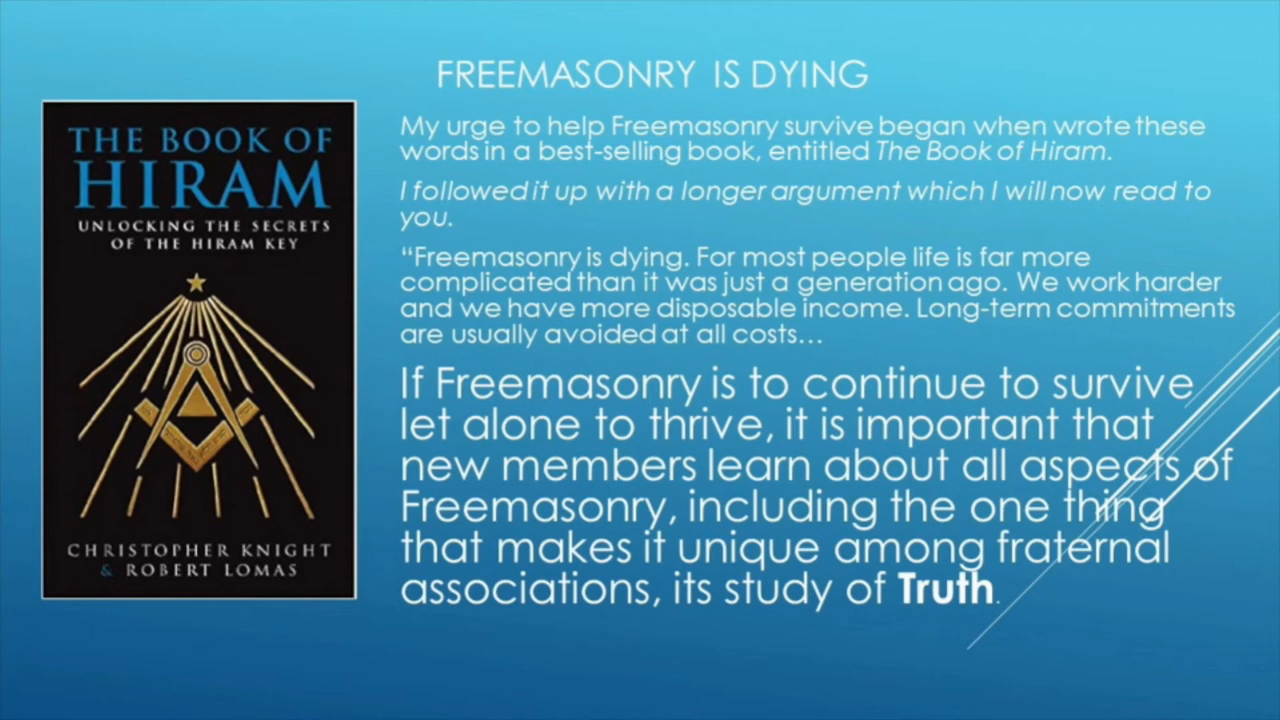 FREEMASONRY IS DYING
THE BOOK OF
HIRAM
UNLOCKING THE SECRETS
OF THE HIRAM KEY
CHRISTOPHER KNIGHT
& ROBERT LOMAS
My urge to help Freemasonry survive began when wrote these
words in a best-selling book, entitled The Book of Hiram.
I followed it up with a longer argument which I will now read to
you.
“Freemasonry is dying. For most people life is far more
complicated than it was just a generation ago. We work harder
and we have more disposable income. Long-term commitments
are usually avoided at all costs…
If Freemasonry is to continue to survive
let alone to thrive, it is important that
new members learn about all aspects of
Freemasonry, including the one thing
that makes it unique among fraternal
associations, its study of Truth.